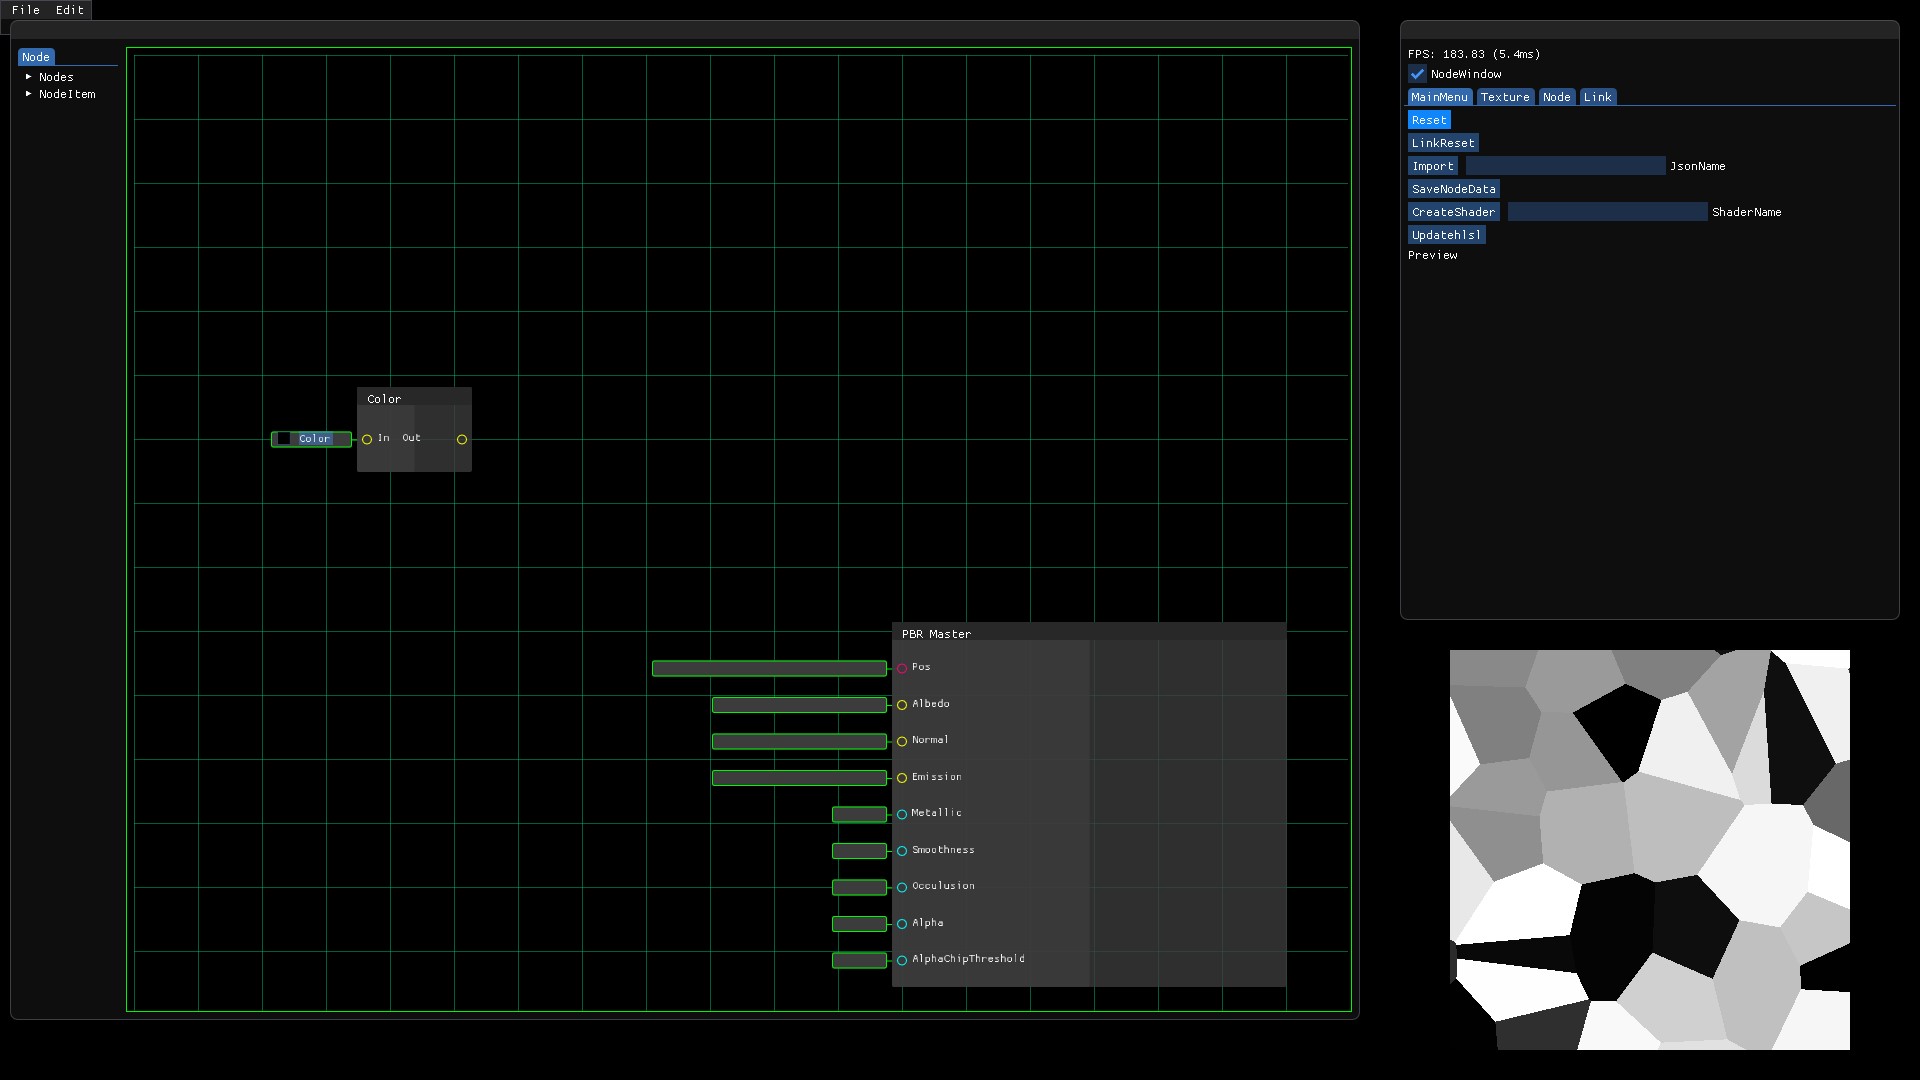 File Edit
Node
Nodes
NodeItem
Color
Color In Out
PBR Master
Pos
Albedo
Normal
Emission
Metallic
Smoothness
Occulusion
Alpha
AlphaChipThreshold
FPS: 183.83 (5.4ms)
NodeWindow
MainMenu Texture Node Link
Reset
LinkReset
Import JsonName
SaveNodeData
CreateShader ShaderName
Updatehlsl
Preview